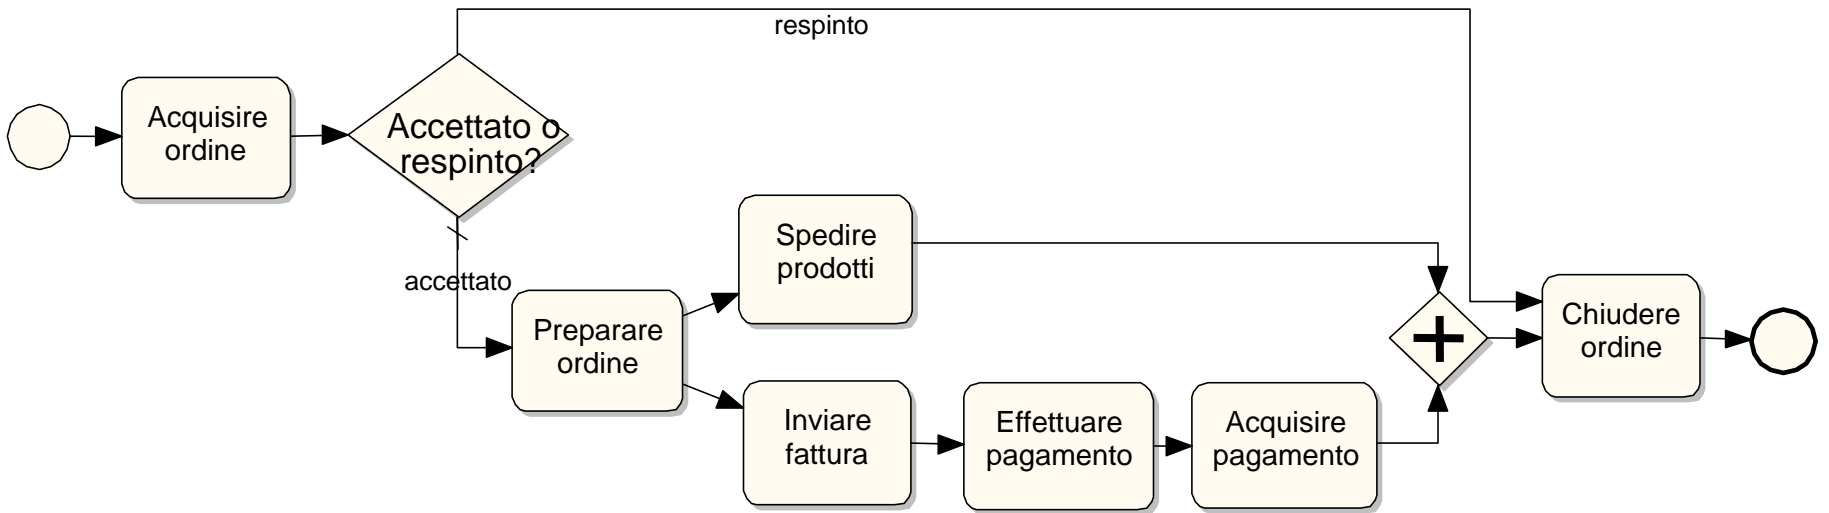 respinto
Acquisire
ordine
Accettato o
respinto?
accettato
Spedire
prodotti
Preparare
ordine
Chiudere
ordine
Inviare
fattura
Effettuare
pagamento
Acquisire
pagamento